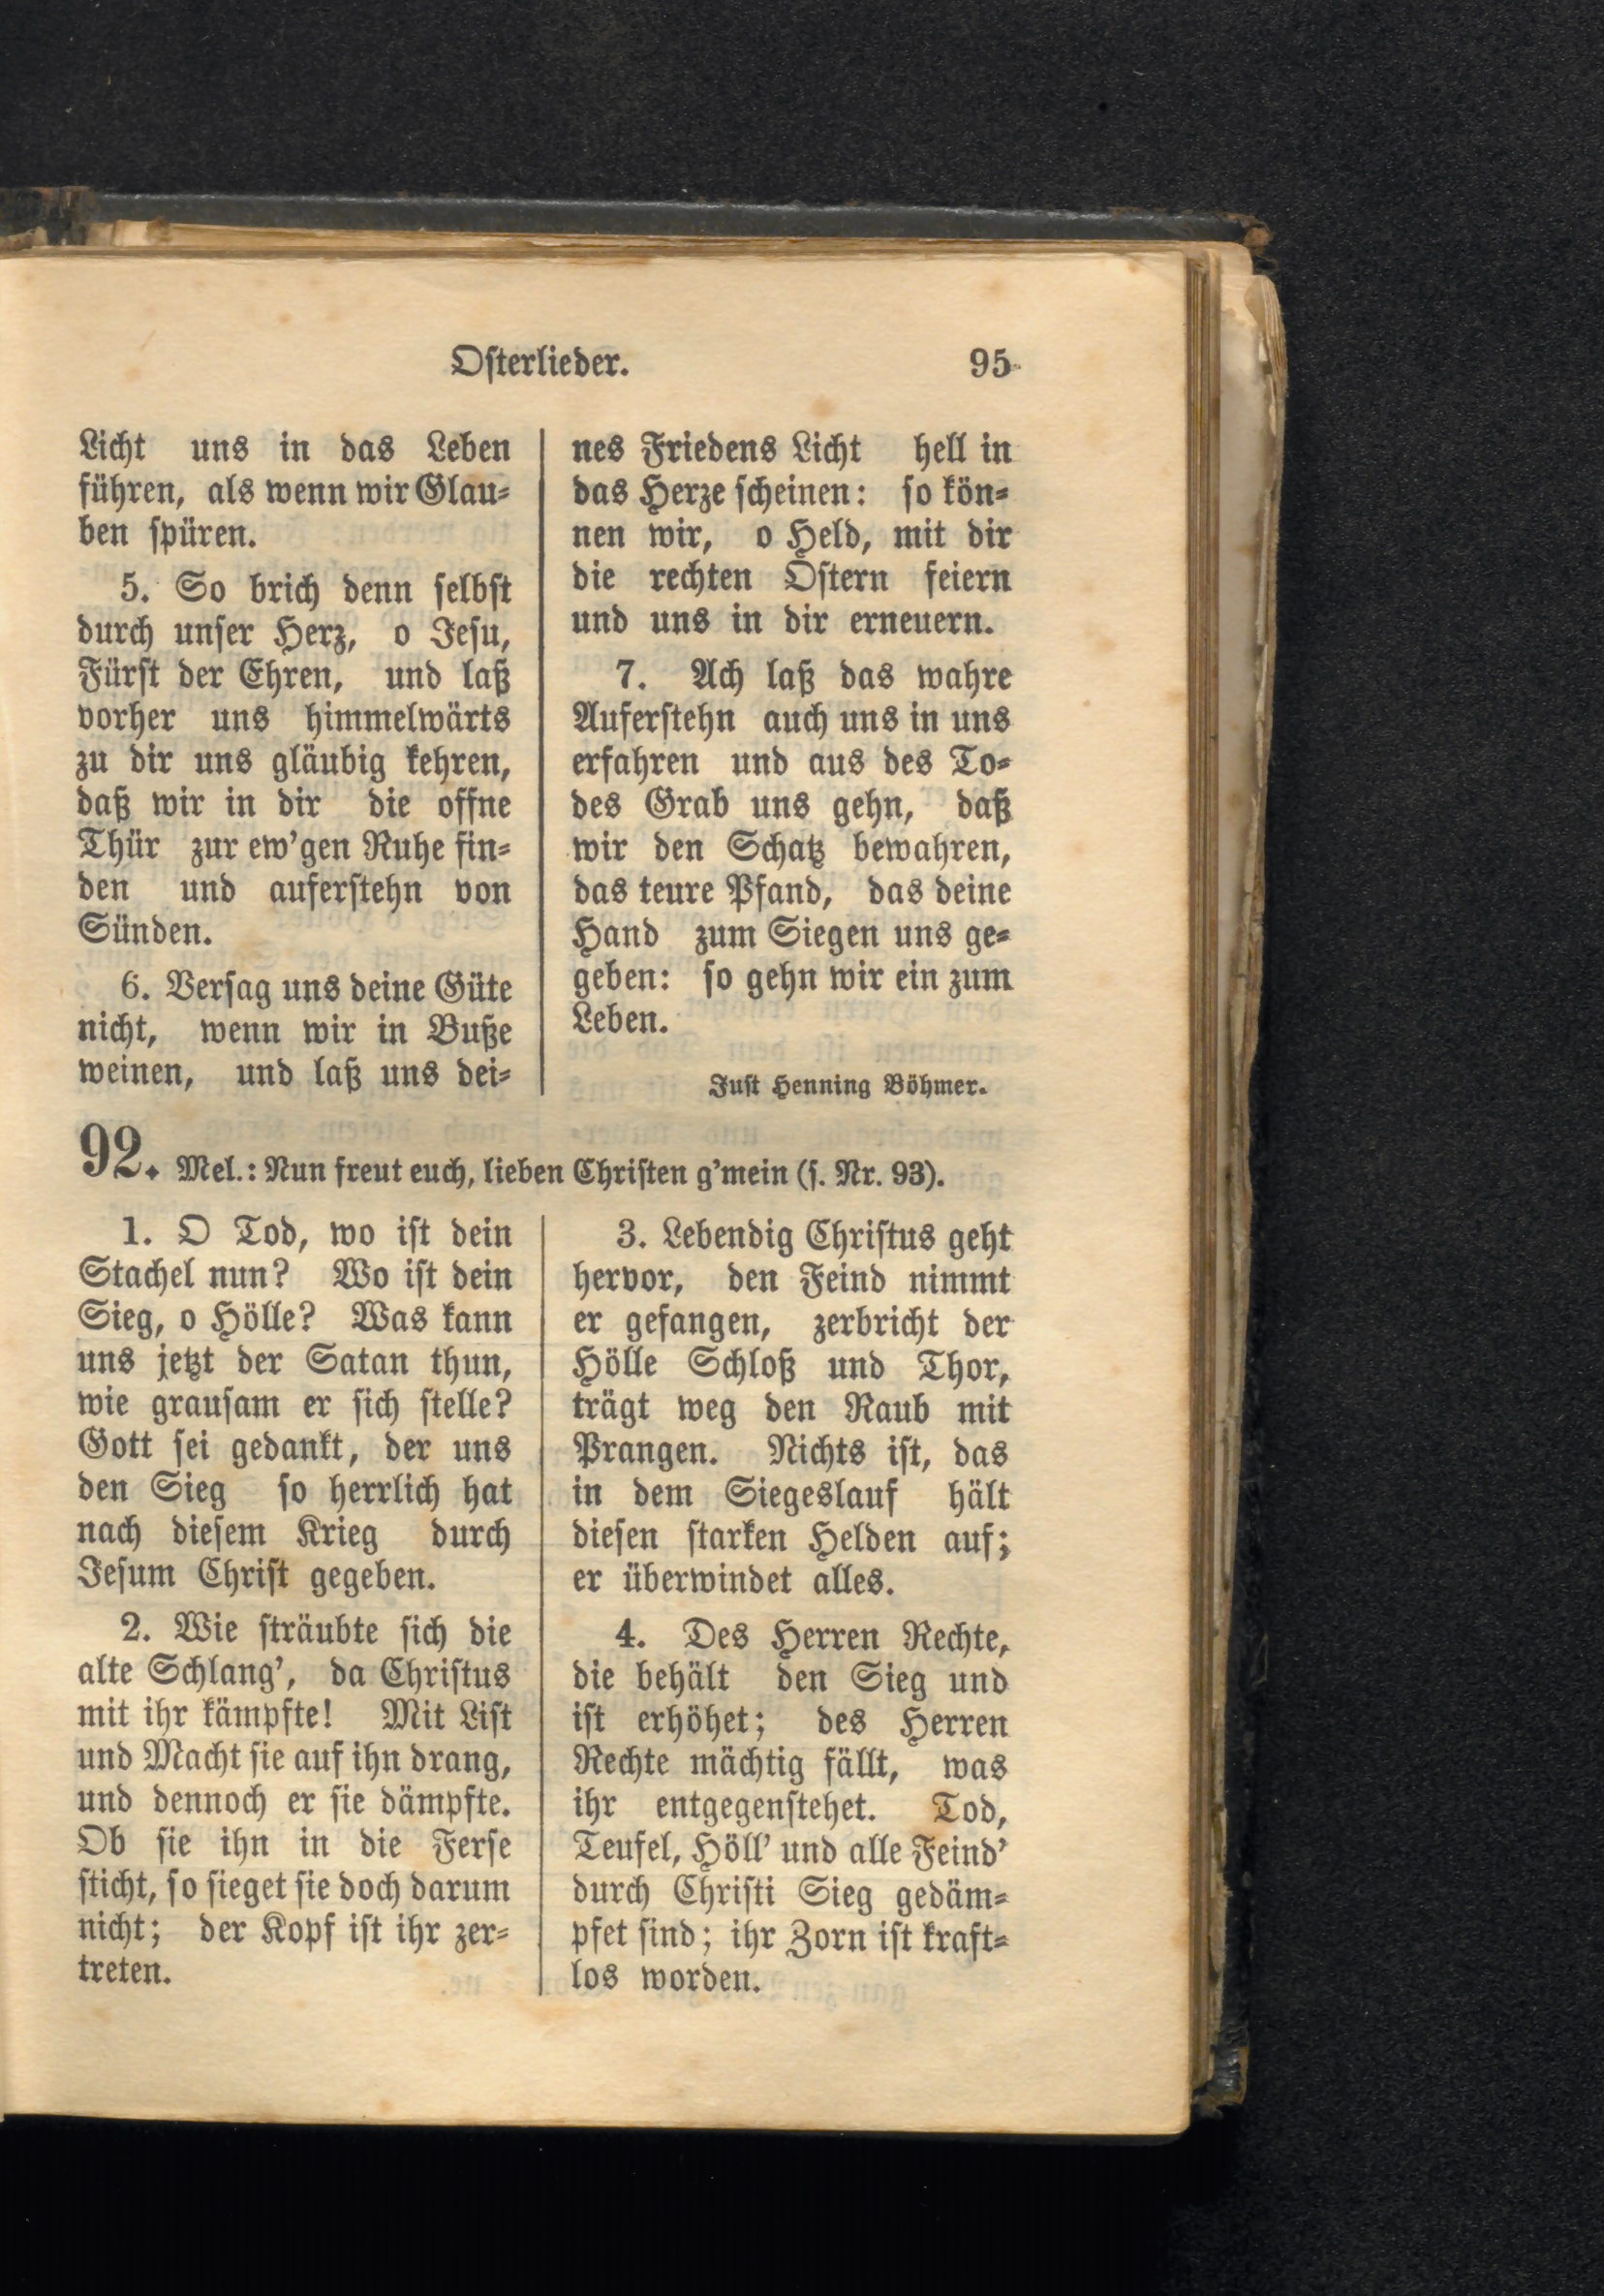 Osterlieder. 95
Licht uns in das Leben
führen, als wenn wir Glau-
ben spüren.
5. So brich denn selbst
durch unser Herz, o Jesu,
Fürst der Ehren, und laß
vorher uns himmelwärts
zu dir uns gläubig kehren,
daß wir in dir die offne
Thür zur ew'gen Ruhe fin-
den und auferstehn von
Sünden.
6. Versag uns deine Güte
nicht, wenn wir in Buße
weinen, und laß uns dei-
nes Friedens Licht hell in
das Herze scheinen: so kön-
nen wir, o Held, mit dir
die rechten Ostern feiern
und uns in dir erneuern.
7. Ach laß das wahre
Auferstehn auch uns in uns
erfahren und aus des To-
des Grab uns gehn, daß
wir den Schatz bewahren,
das teure Pfand, das deine
Hand zum Siegen uns ge-
geben: so gehn wir ein zum
Leben.
Just Henning Böhmer.
92. Mel.: Nun freut euch, lieben Christen g'mein (s. Nr. 93).
1. O Tod, wo ist dein
Stachel nun? Wo ist dein
Sieg, o Hölle? Was kann
uns jetzt der Satan thun,
wie grausam er sich stelle?
Gott sei gedankt, der uns
den Sieg so herrlich hat
nach diesem Krieg durch
Jesum Christ gegeben.
2. Wie sträubte sich die
alte Schlang', da Christus
mit ihr kämpfte! Mit List
und Macht sie auf ihn drang,
und dennoch er sie dämpfte.
Ob sie ihn in die Ferse
sticht, so sieget sie doch darum
nicht; der Kopf ist ihr zer-
treten.
3. Lebendig Christus geht
hervor, den Feind nimmt
er gefangen, zerbricht der
Hölle Schloß und Thor,
trägt weg den Raub mit
Prangen. Nichts ist, das
in dem Siegeslauf hält
diesen starken Helden auf;
er überwindet alles.
4. Des Herren Rechte,
die behält den Sieg und
ist erhöhet; des Herren
Rechte mächtig fällt, was
ihr entgegenstehet. Tod,
Teufel, Höll' und alle Feind'
durch Christi Sieg gedäm-
pfet sind; ihr Zorn ist kraft-
los worden.